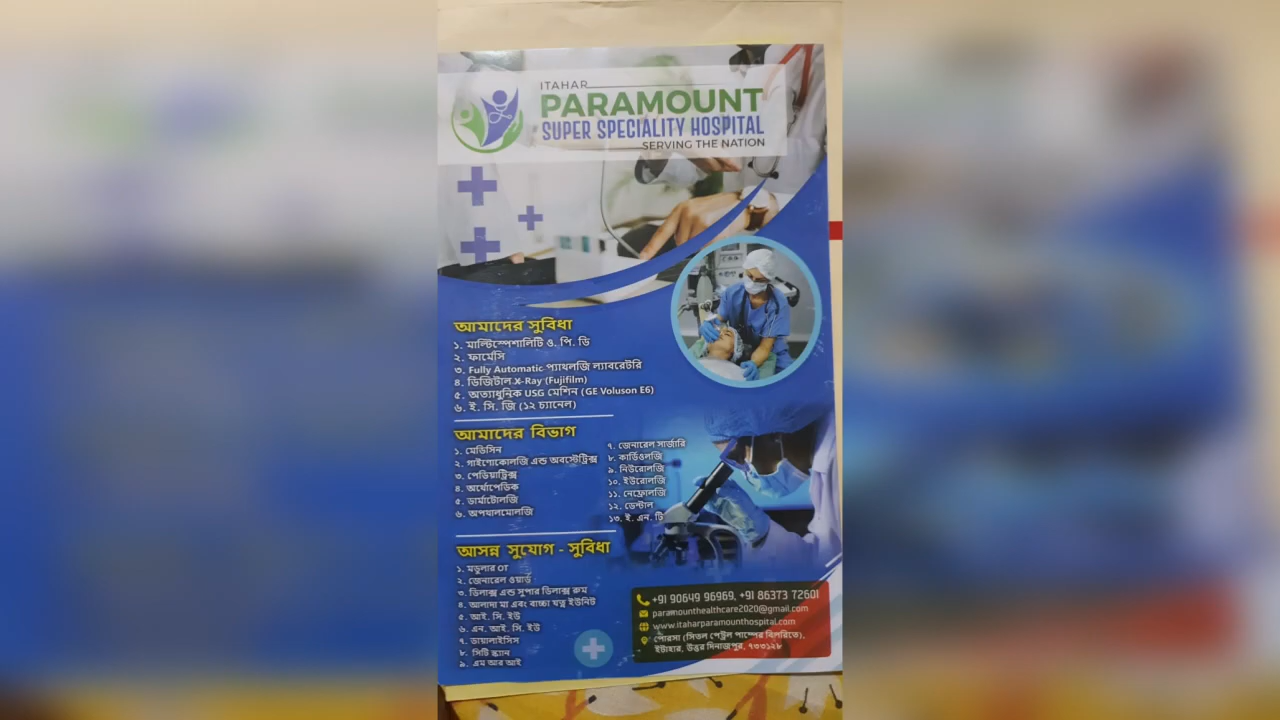 ITAHAR
PARAMOUNT
SUPER SPECIALITY HOSPITAL
SERVING THE NATION
আমাদের সুবিধা
১. মাল্টিস্পেশালিটি ও. পি. ডি
২. ফার্মেসি
৩. Fully Automatic প্যাথলজি ল্যাবরেটরি
৪. ডিজিটাল X-Ray (Fujifilm)
৫. অত্যাধুনিক USG মেশিন (GE Voluson E6)
৬. ই. সি. জি (১২ চ্যানেল)
আমাদের বিভাগ
১. মেডিসিন
২. গাইনোকোলজি এন্ড অবস্টেট্রিক্স
৩. পেডিয়াট্রিক্স
৪. অর্থোপেডিক
৫. ডার্মাটোলজি
৬. অপথালমোলজি
৭. জেনারেল সার্জারি
৮. কার্ডিওলজি
৯. নিউরোলজি
১০. ইউরোলজি
১১. নেফ্রোলজি
১২. ডেন্টাল
১৩. ই. এন. টি
আসন্ন সুযোগ - সুবিধা
১. মডুলার OT
২. জেনারেল ওয়ার্ড
৩. ডিলাক্স এন্ড সুপার ডিলাক্স রুম
৪. আলাদা মা এবং বাচ্চা যত্ন ইউনিট
৫. আই. সি. ইউ
৬. এন. আই. সি. ইউ
৭. ডায়ালাইসিস
৮. সিটি স্ক্যান
৯. এম আর আই
+91 90649 96969, +91 86373 72601
paramounthealthcare2020@gmail.com
www.itaharparamounthospital.com
পোরসা (সিতল পেট্রল পাম্পের বিপরিতে),
ইটাহার, উত্তর দিনাজপুর, ৭৩৩১২৮